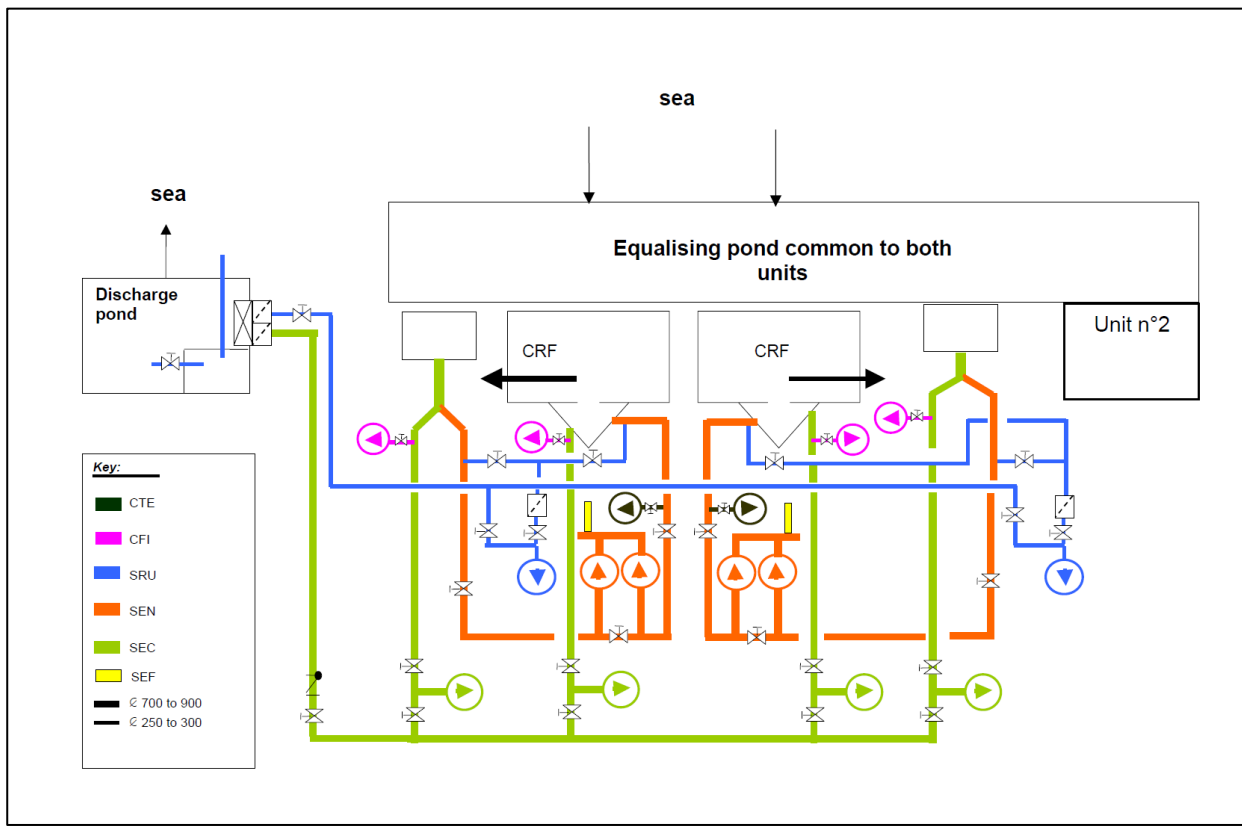 sea
sea
Equalising pond common to both
units
Discharge
pond
Unit n°2
CRF
CRF
Key:
CTE
CFI
SRU
SEN
SEC
SEF
700 to 900
250 to 300